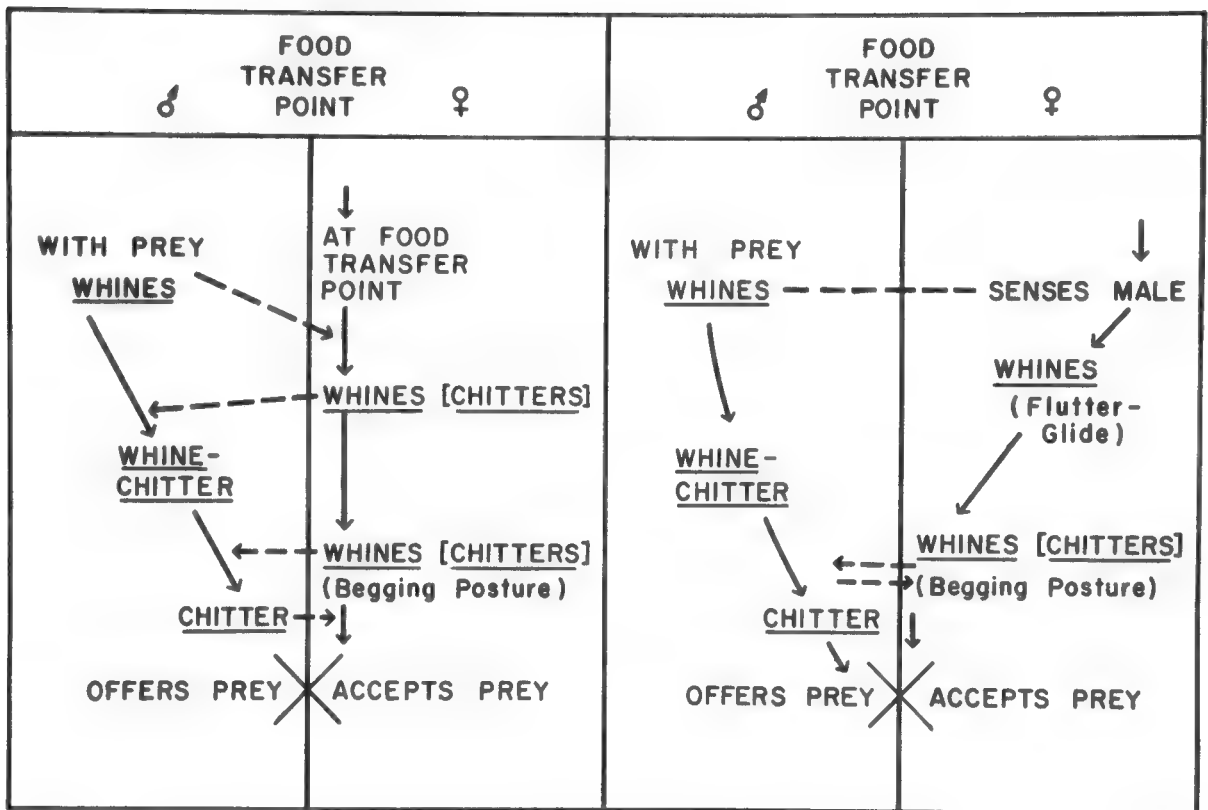 FOOD
TRANSFER
♂ POINT ♀
WITH PREY
WHINES
AT FOOD
TRANSFER
POINT
WHINES [CHITTERS]
WHINE-
CHITTER
WHINES [CHITTERS]
(Begging Posture)
CHITTER
OFFERS PREY
ACCEPTS PREY
FOOD
TRANSFER
♂ POINT ♀
WITH PREY
WHINES
SENSES MALE
WHINES
(Flutter-
Glide)
WHINE-
CHITTER
WHINES [CHITTERS]
(Begging Posture)
CHITTER
OFFERS PREY
ACCEPTS PREY